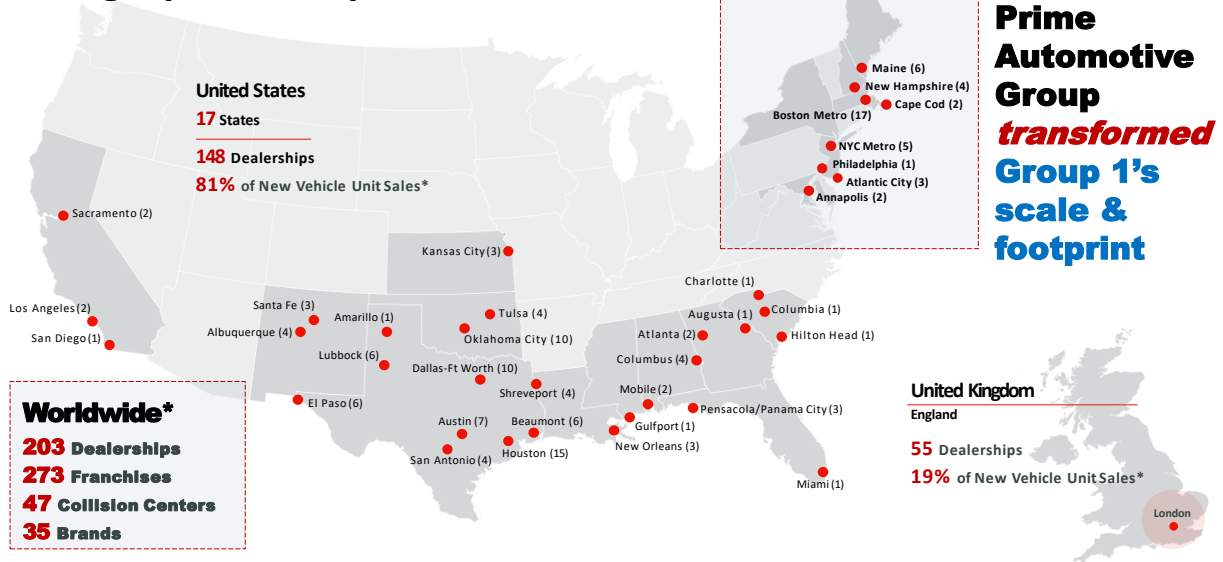 Prime
Automotive
Group
transformed
Group 1's
scale &
footprint
United States
17 States
148 Dealerships
81% of New Vehicle Unit Sales*
Maine (6)
New Hampshire (4)
Cape Cod (2)
Boston Metro (17)
NYC Metro (5)
Philadelphia (1)
Atlantic City (3)
Annapolis (2)
Sacramento (2)
Los Angeles (2)
San Diego (1)
Kansas City (3)
Santa Fe (3)
Albuquerque (4)
Amarillo (1)
Lubbock (6)
Tulsa (4)
Oklahoma City (10)
Dallas-Ft Worth (10)
Shreveport (4)
El Paso (6)
Austin (7)
San Antonio (4)
Beaumont (6)
Houston (15)
Charlotte (1)
Columbia (1)
Augusta (1)
Atlanta (2)
Hilton Head (1)
Columbus (4)
Mobile (2)
Pensacola/Panama City (3)
Gulfport (1)
New Orleans (3)
Miami (1)
Worldwide*
203 Dealerships
273 Franchises
47 Collision Centers
35 Brands
United Kingdom
England
55 Dealerships
19% of New Vehicle Unit Sales*
London